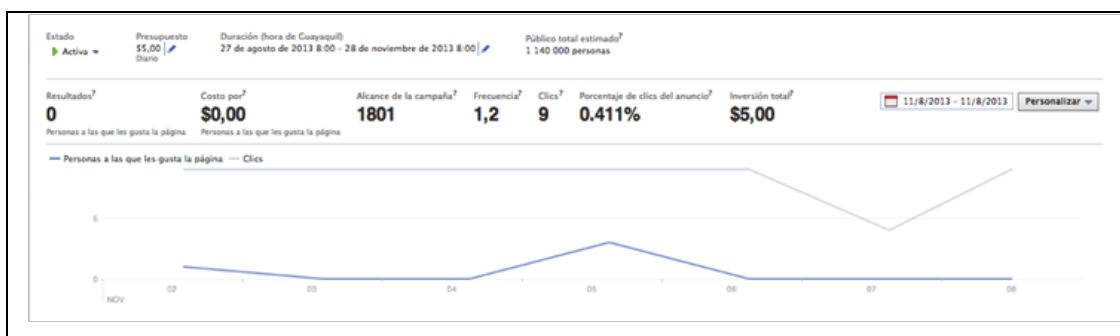 Estado Presupuesto Duración (hora de Guayaquil) Público total estimado?
Activa $5,00 27 de agosto de 2013 8:00 - 28 de noviembre de 2013 8:00 1 140 000 personas
Diario
Resultados? Costo por? Alcance de la campaña? Frecuencia? Clics? Porcentaje de clics del anuncio? Inversión total?
0 $0,00 1801 1,2 9 0.411% $5,00 11/8/2013 - 11/8/2013 Personalizar
Personas a las que les gusta la página Personas a las que les gusta la página
Personas a las que les gusta la página Clics
5
0
02 03 04 05 06 07 08
NOV